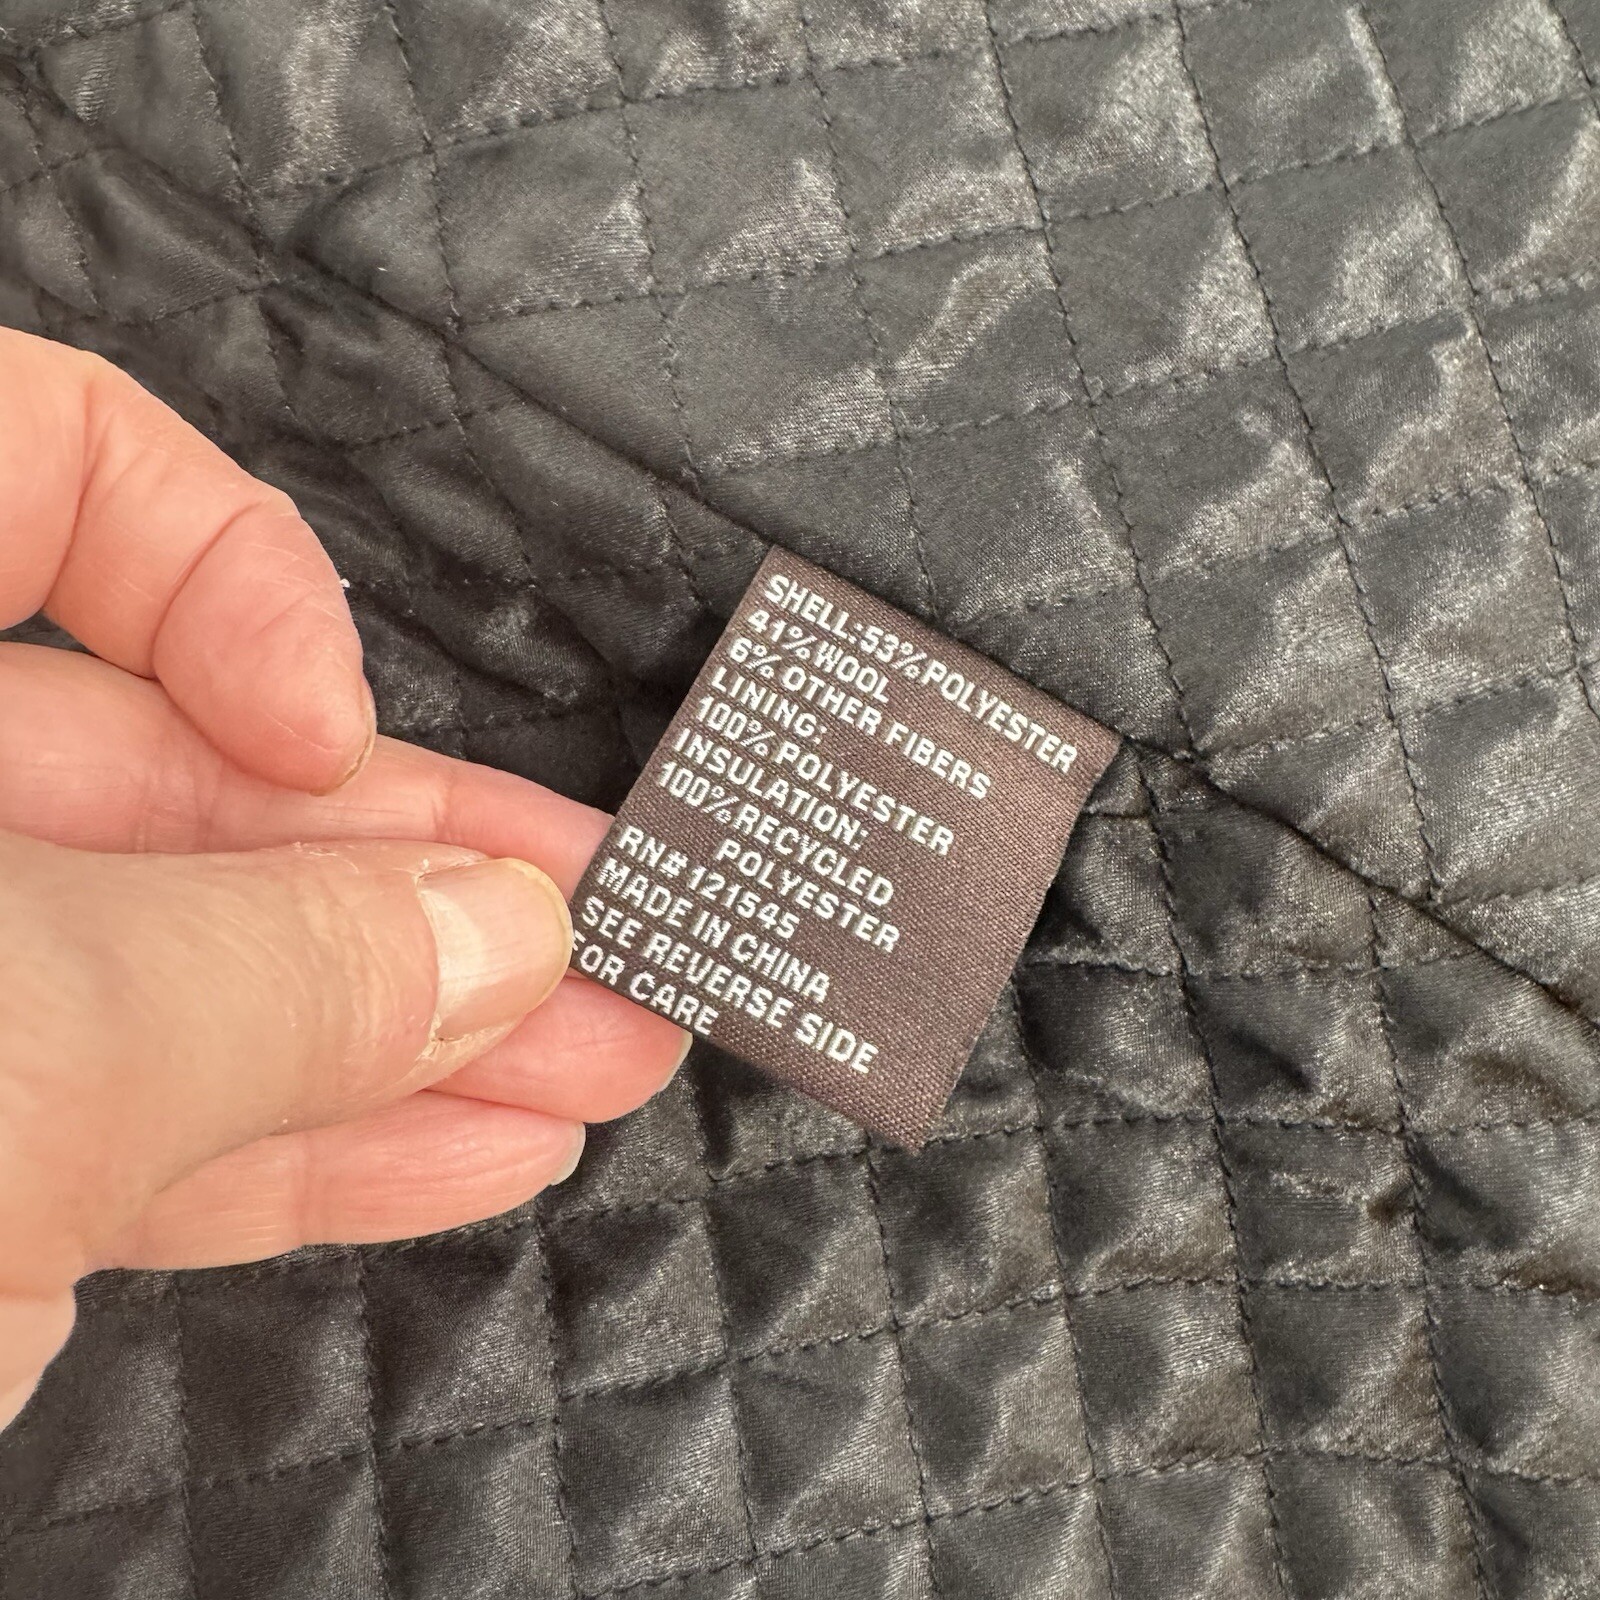 SHELL:53%POLYESTER
41%WOOL
6% OTHER FIBERS
LINING:
100% POLYESTER
INSULATION:
100%RECYCLED
POLYESTER
RN# 121545
MADE IN CHINA
SEE REVERSE SIDE
FOR CARE